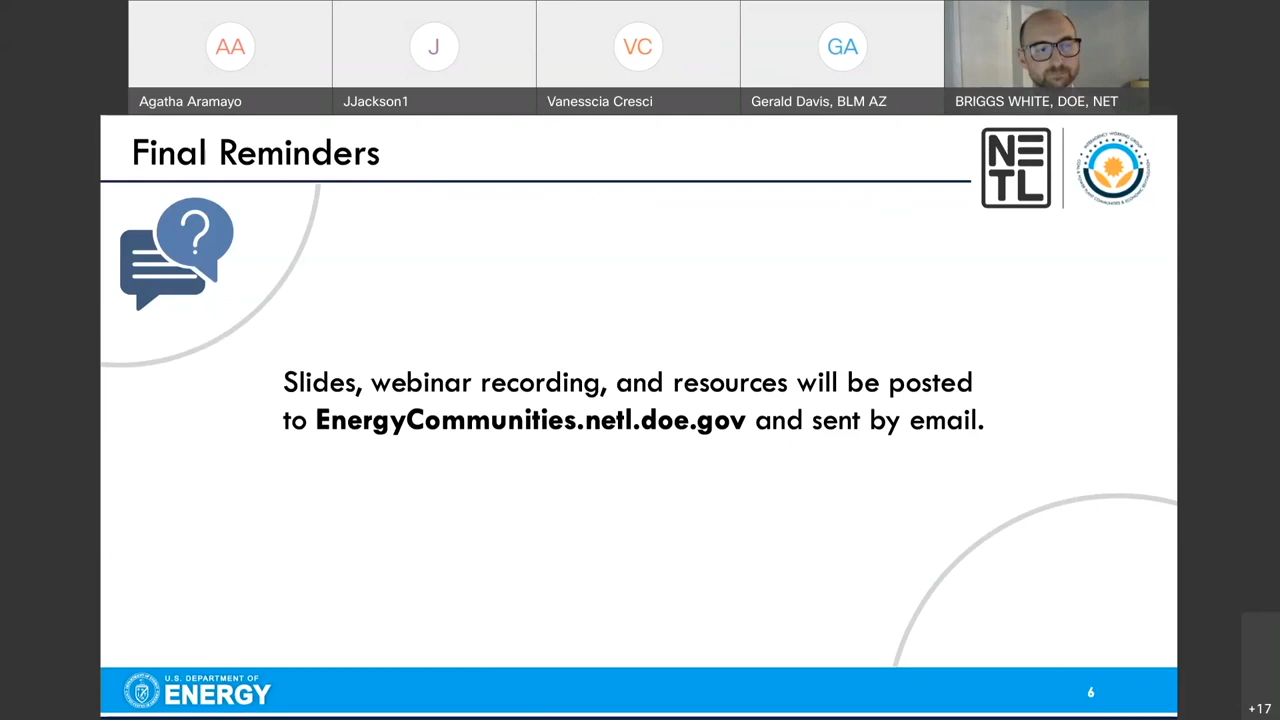 AA
J
VC
GA
Agatha Aramayo
JJackson1
Vanesscia Cresci
Gerald Davis, BLM AZ
BRIGGS WHITE, DOE, NET
Final Reminders
NE
TL
?
Slides, webinar recording, and resources will be posted
to EnergyCommunities.netl.doe.gov and sent by email.
U.S. DEPARTMENT OF
ENERGY
6
+17